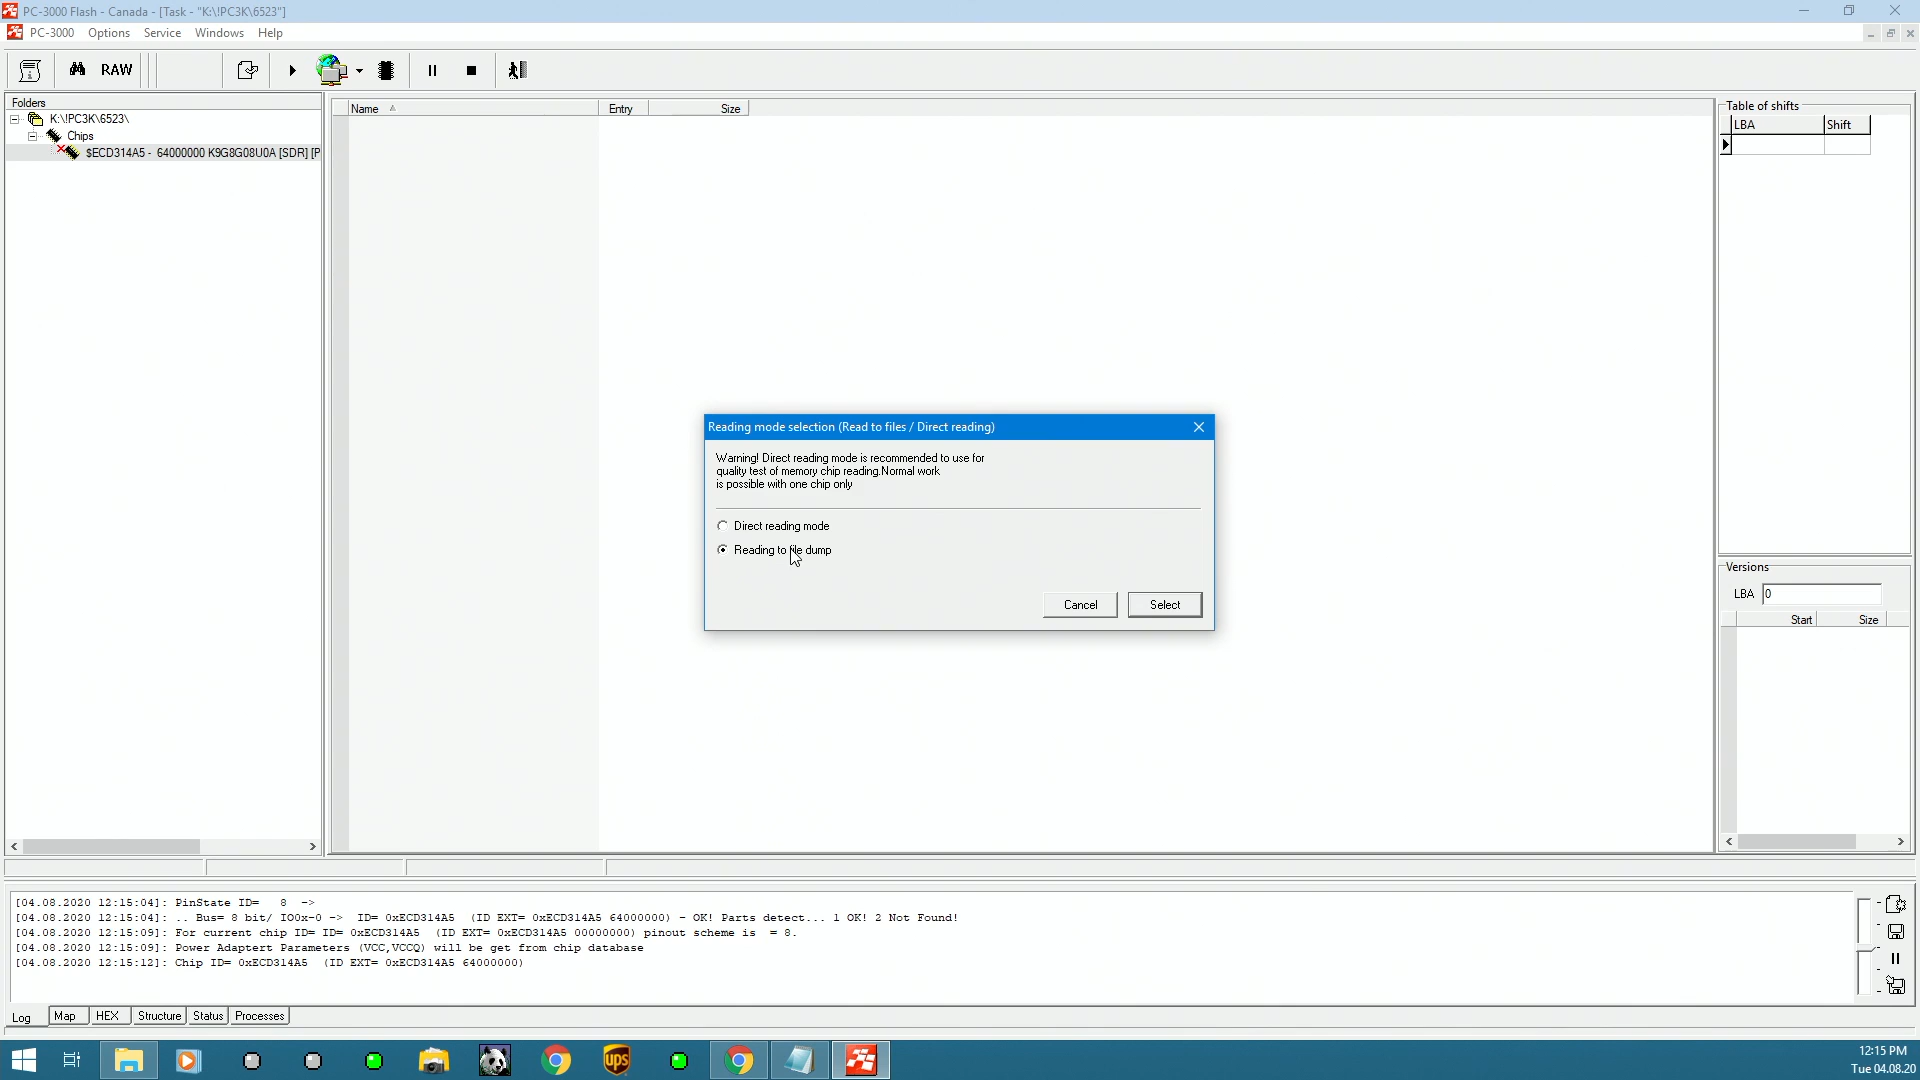 PC-3000 Flash - Canada - [Task - "K:\!PC3K\6523"]
PC-3000 Options Service Windows Help
RAW
Folders
K:\!PC3K\6523\
Chips
$ECD314A5 - 64000000 K9G8G08U0A [SDR] [P
Name Entry Size
Table of shifts
LBA Shift
Reading mode selection (Read to files / Direct reading)
Warning! Direct reading mode is recommended to use for
quality test of memory chip reading.Normal work
is possible with one chip only
Direct reading mode
Reading to file dump
Cancel Select
Versions
LBA 0
Start Size
[04.08.2020 12:15:04]: PinState ID= 8 ->
[04.08.2020 12:15:04]: .. Bus= 8 bit/ IO0x-0 -> ID= 0xECD314A5 (ID EXT= 0xECD314A5 64000000) - OK! Parts detect... 1 OK! 2 Not Found!
[04.08.2020 12:15:09]: For current chip ID= ID= 0xECD314A5 (ID EXT= 0xECD314A5 00000000) pinout scheme is = 8.
[04.08.2020 12:15:09]: Power Adaptert Parameters (VCC,VCCQ) will be get from chip database
[04.08.2020 12:15:12]: Chip ID= 0xECD314A5 (ID EXT= 0xECD314A5 64000000)
Log Map HEX Structure Status Processes
ups
12:15 PM
Tue 04.08.20